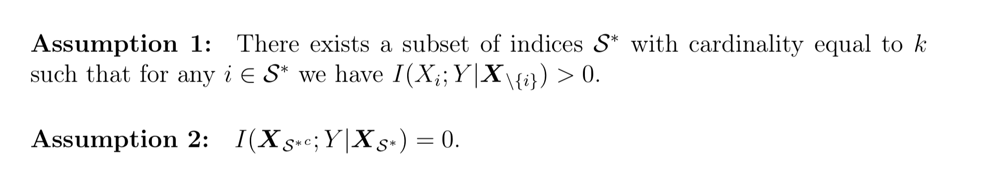 Assumption 1: There exists a subset of indices $\mathcal{S}^*$ with cardinality equal to $k$
such that for any $i \in \mathcal{S}^*$ we have $I(X_i; Y|\boldsymbol{X}_{\backslash\{i\}}) > 0$.
Assumption 2: $I(\boldsymbol{X}_{\mathcal{S}^{*c}}; Y|\boldsymbol{X}_{\mathcal{S}^*}) = 0$.